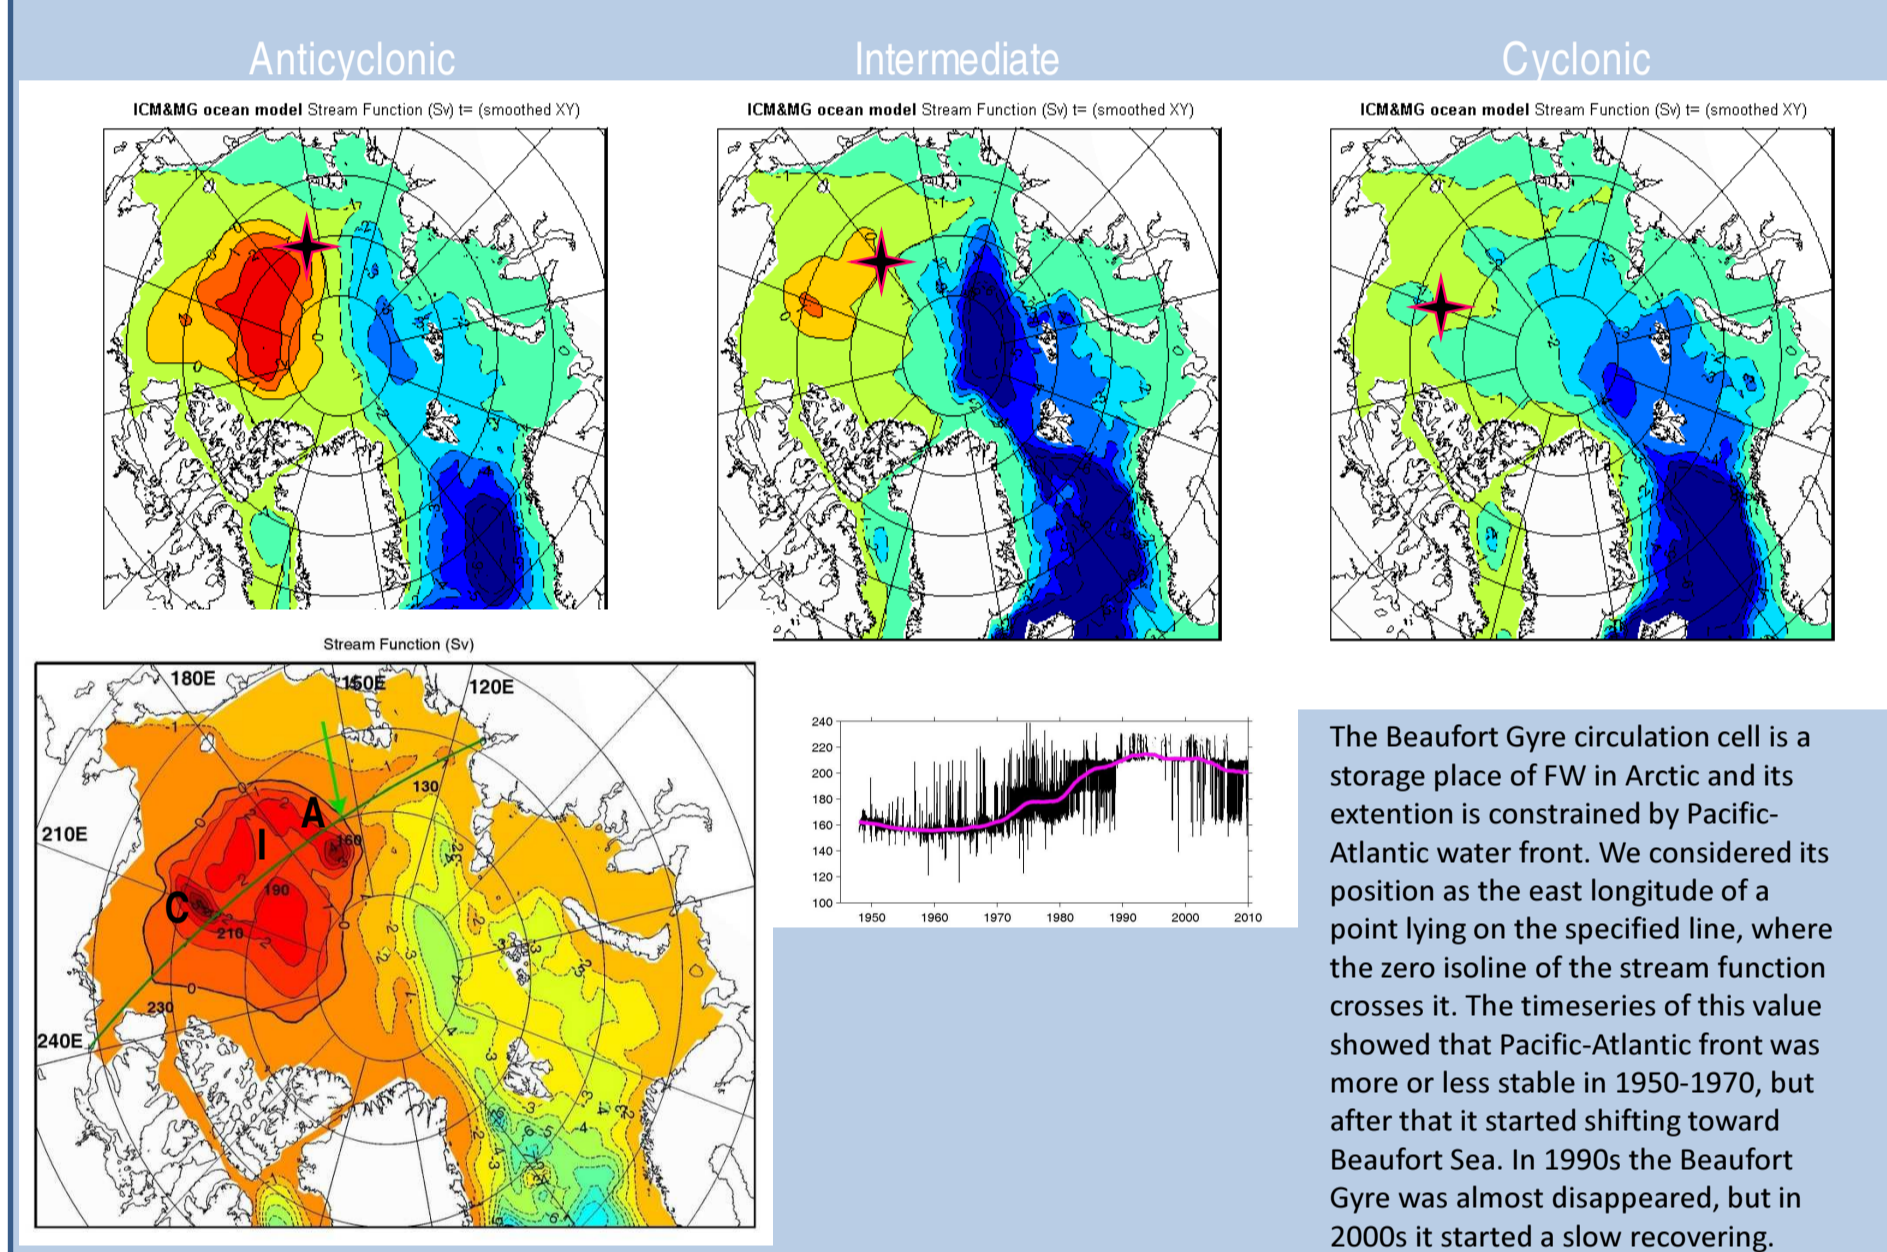 Anticyclonic
Intermediate
Cyclonic
ICM&MG ocean model Stream Function (Sv) t= (smoothed XY)
ICM&MG ocean model Stream Function (Sv) t= (smoothed XY)
ICM&MG ocean model Stream Function (Sv) t= (smoothed XY)
Stream Function (Sv)
180E
150E
120E
130
210E
A
160
I
190
C
210
230
240E
240
220
200
180
160
140
120
100
1950 1960 1970 1980 1990 2000 2010
The Beaufort Gyre circulation cell is a
storage place of FW in Arctic and its
extention is constrained by Pacific-
Atlantic water front. We considered its
position as the east longitude of a
point lying on the specified line, where
the zero isoline of the stream function
crosses it. The timeseries of this value
showed that Pacific-Atlantic front was
more or less stable in 1950-1970, but
after that it started shifting toward
Beaufort Sea. In 1990s the Beaufort
Gyre was almost disappeared, but in
2000s it started a slow recovering.